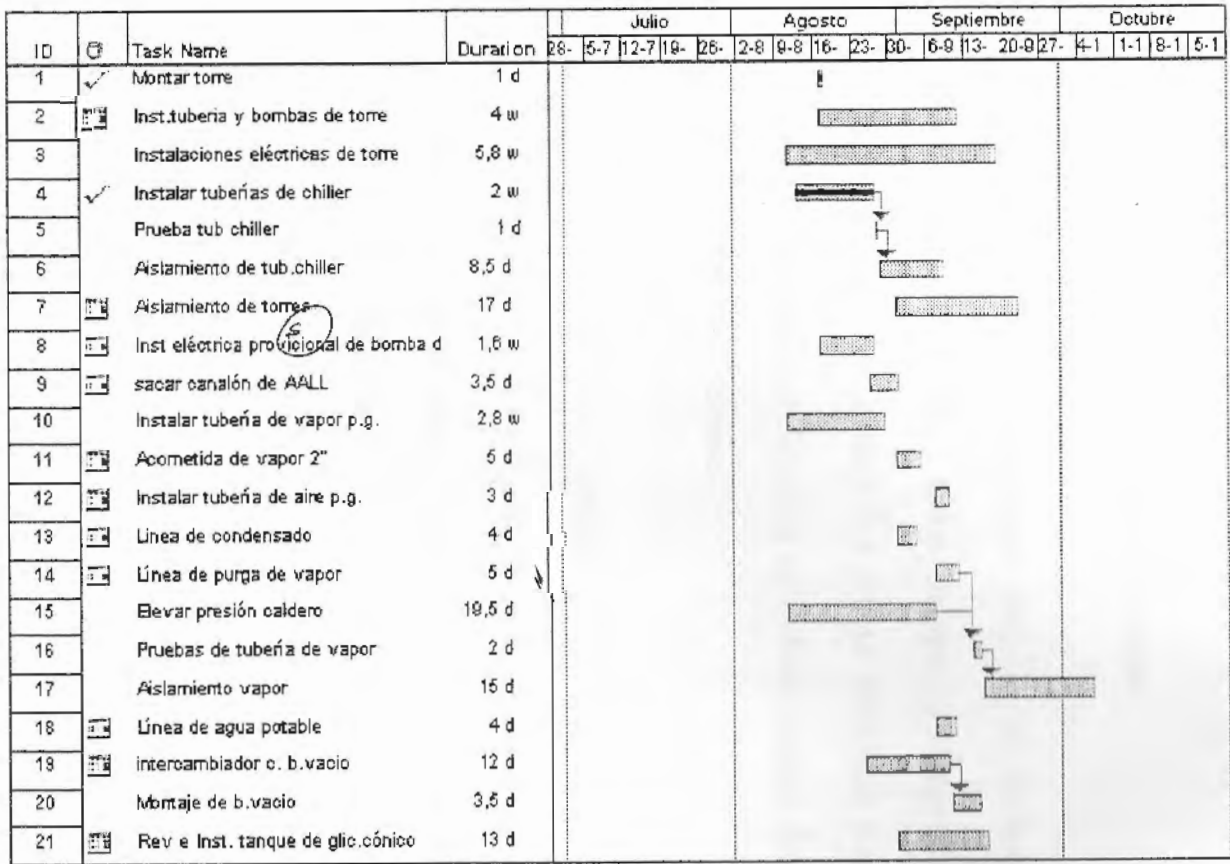 Julio Agosto Septiembre Octubre
ID Task Name Duration 28- 5-7 12-7 19- 26- 2-8 9-8 16- 23- 30- 6-9 13- 20-9 27- 4-1 1-1 8-1 5-1
1 Montar torre 1 d
2 Inst.tuberia y bombas de torre 4 w
3 Instalaciones eléctricas de torre 5,8 w
4 Instalar tuberías de chiller 2 w
5 Prueba tub chiller 1 d
6 Aislamiento de tub.chiller 8,5 d
7 Aislamiento de torres 17 d
s
8 Inst eléctrica provicional de bomba d 1,6 w
9 sacar canalón de AALL 3,5 d
10 Instalar tubería de vapor p.g. 2,8 w
11 Acometida de vapor 2" 5 d
12 Instalar tubería de aire p.g. 3 d
13 Linea de condensado 4 d
14 Línea de purga de vapor 5 d
15 Elevar presión caldero 19,5 d
16 Pruebas de tubería de vapor 2 d
17 Aislamiento vapor 15 d
18 Línea de agua potable 4 d
19 intercambiador c. b.vacio 12 d
20 Montaje de b.vacio 3,5 d
21 Rev e Inst. tanque de glic.cónico 13 d